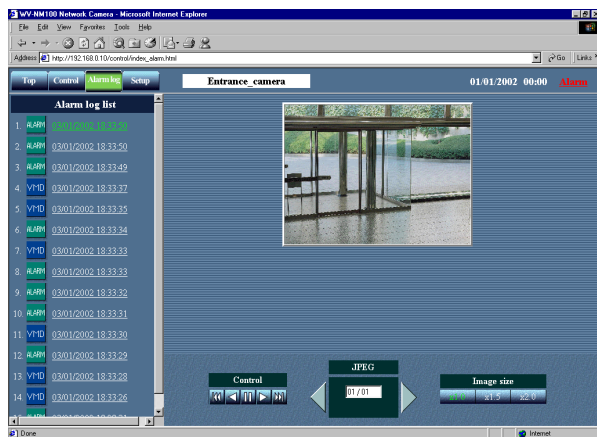 WV-NM100 Network Camera - Microsoft Internet Explorer
File Edit View Favorites Tools Help
Address http://192.168.0.10/control/index_alarm.html Go Links
Top Control Alarm log Setup
Entrance_camera
01/01/2002 00:00 Alarm
Alarm log list
1. ALARM 03/01/2002 18:33:50
2. ALARM 03/01/2002 18:33:50
3. ALARM 03/01/2002 18:33:49
4. VMD 03/01/2002 18:33:37
5. VMD 03/01/2002 18:33:35
6. ALARM 03/01/2002 18:33:34
7. VMD 03/01/2002 18:33:33
8. ALARM 03/01/2002 18:33:33
9. ALARM 03/01/2002 18:33:32
10. ALARM 03/01/2002 18:33:31
11. VMD 03/01/2002 18:33:30
12. ALARM 03/01/2002 18:33:29
13. VMD 03/01/2002 18:33:28
14. VMD 03/01/2002 18:33:26
Control
JPEG
01 / 01
Image size
x1.5 x2.0
Done
Internet